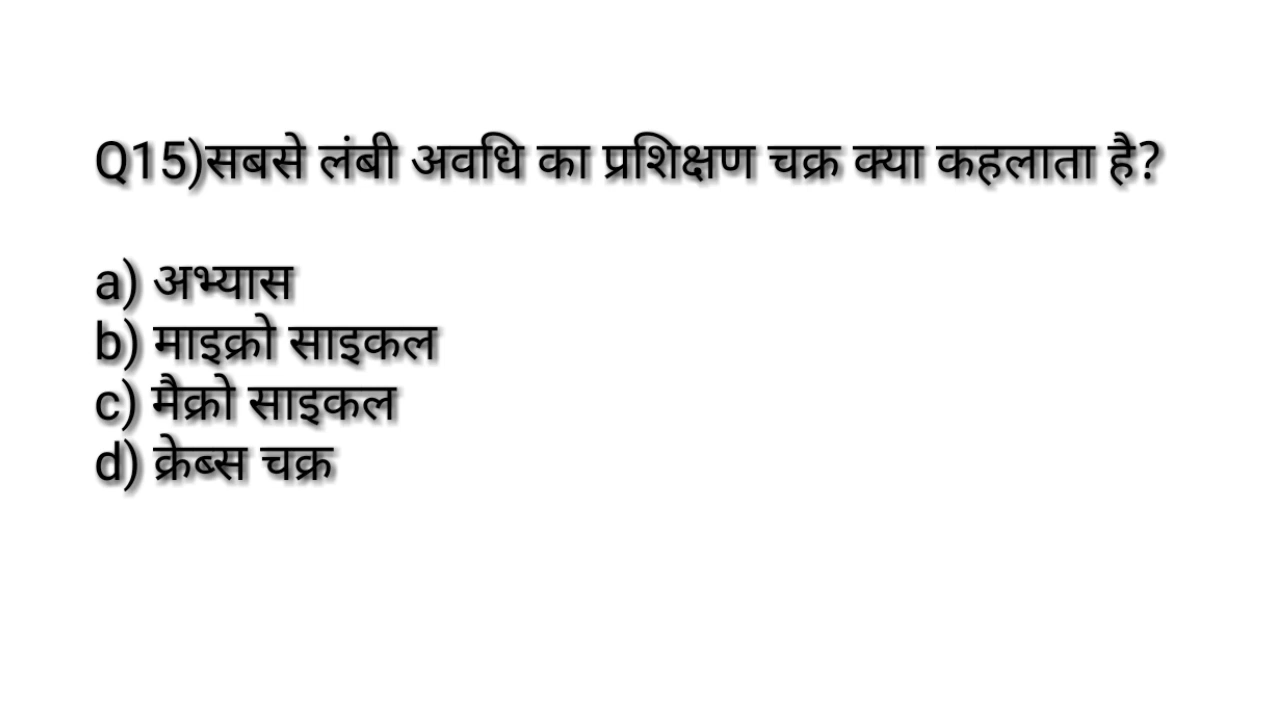 Q15)सबसे लंबी अवधि का प्रशिक्षण चक्र क्या कहलाता है?
a) अभ्यास
b) माइक्रो साइकल
c) मैक्रो साइकल
d) क्रेब्स चक्र